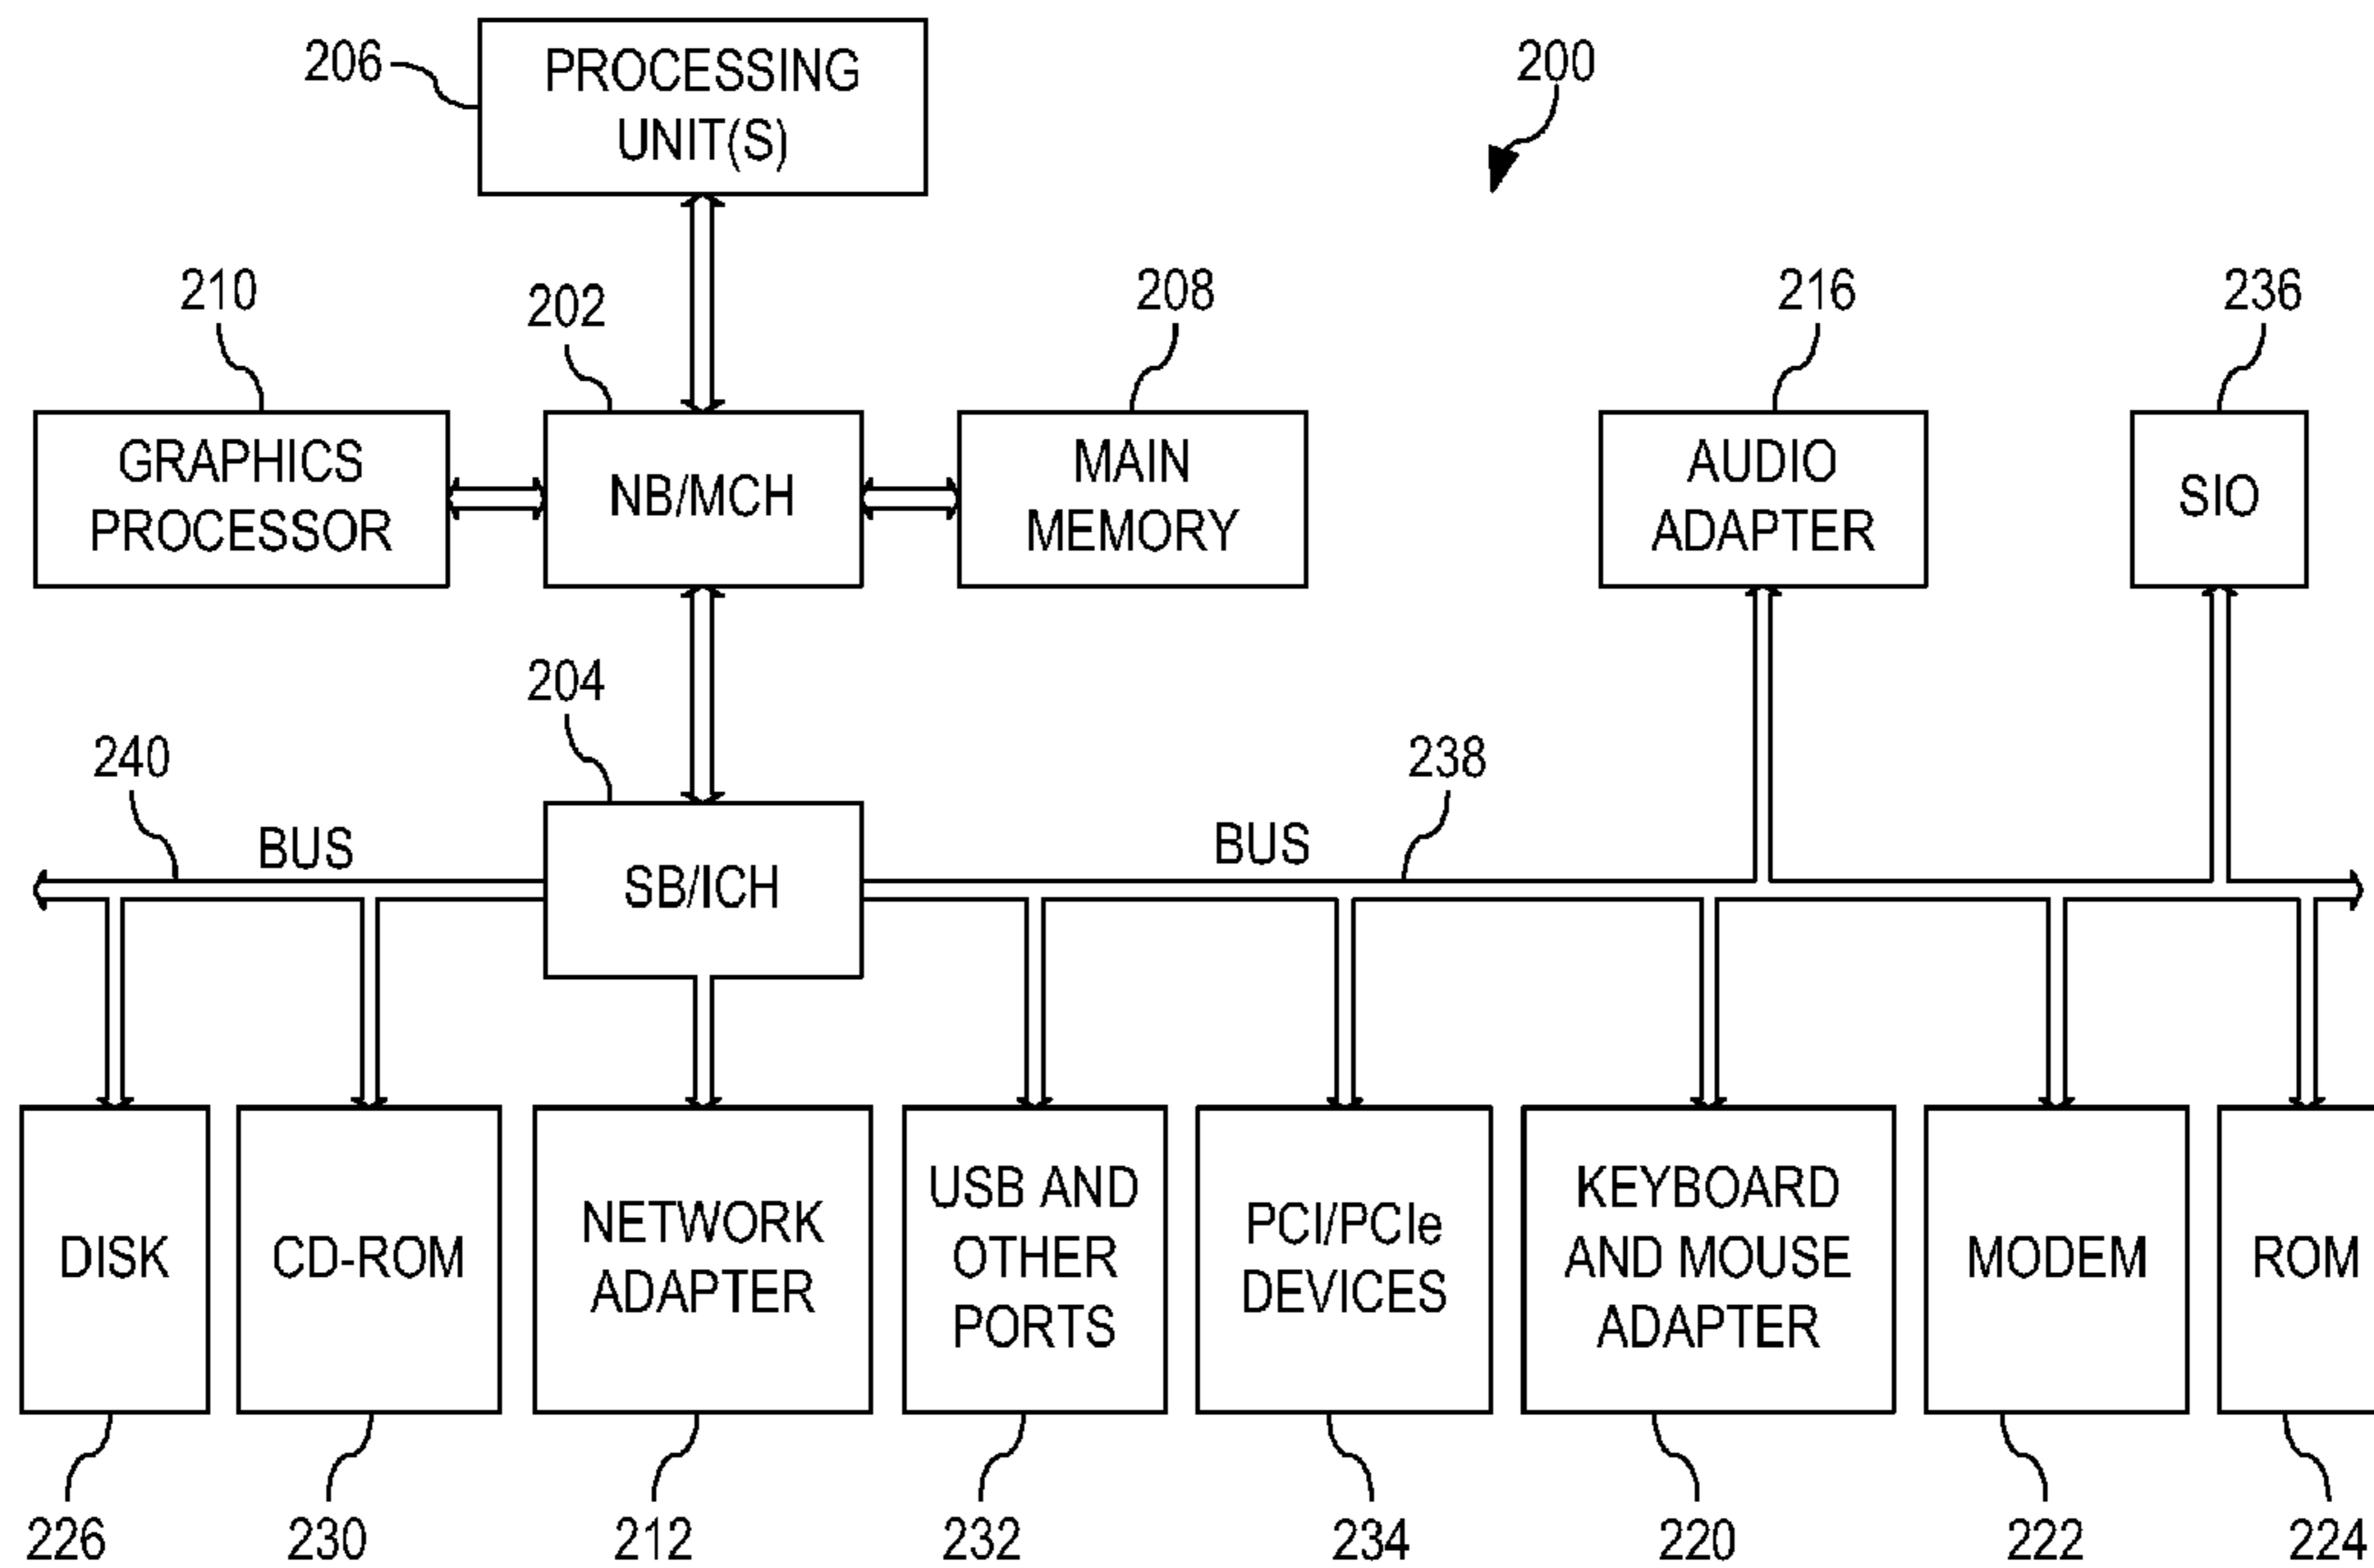 206
PROCESSING
UNIT(S)
200
210
202
208
216
236
GRAPHICS
PROCESSOR
NB/MCH
MAIN
MEMORY
AUDIO
ADAPTER
SIO
204
240
238
BUS
BUS
SB/ICH
DISK
CD-ROM
NETWORK
ADAPTER
USB AND
OTHER
PORTS
PCI/PCIe
DEVICES
KEYBOARD
AND MOUSE
ADAPTER
MODEM
ROM
226
230
212
232
234
220
222
224